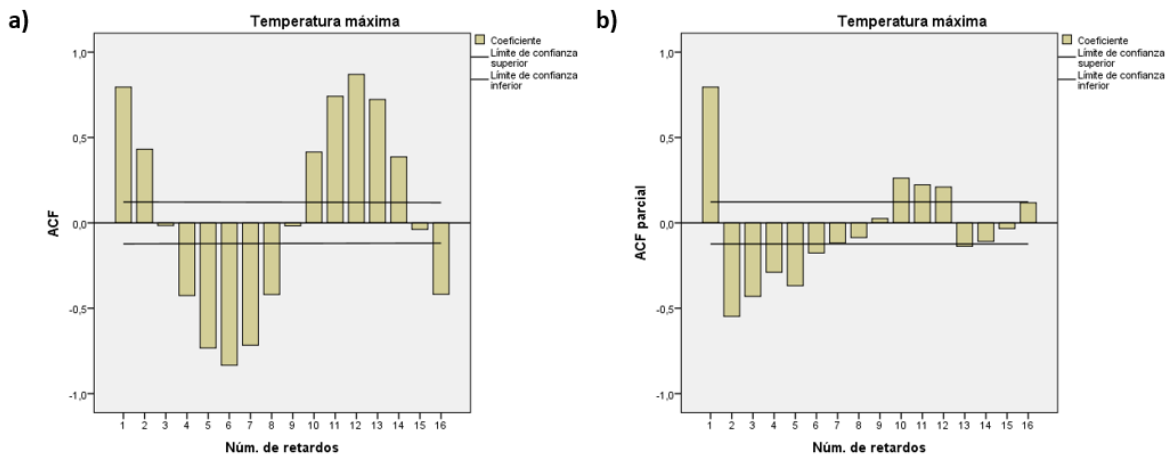 a)
Temperatura máxima
Coeficiente
Límite de confianza
superior
Límite de confianza
inferior
1,0
0,5
0,0
-0,5
-1,0
ACF
1 2 3 4 5 6 7 8 9 10 11 12 13 14 15 16
Núm. de retardos
b)
Temperatura máxima
Coeficiente
Límite de confianza
superior
Límite de confianza
inferior
1,0
0,5
0,0
-0,5
-1,0
ACF parcial
1 2 3 4 5 6 7 8 9 10 11 12 13 14 15 16
Núm. de retardos